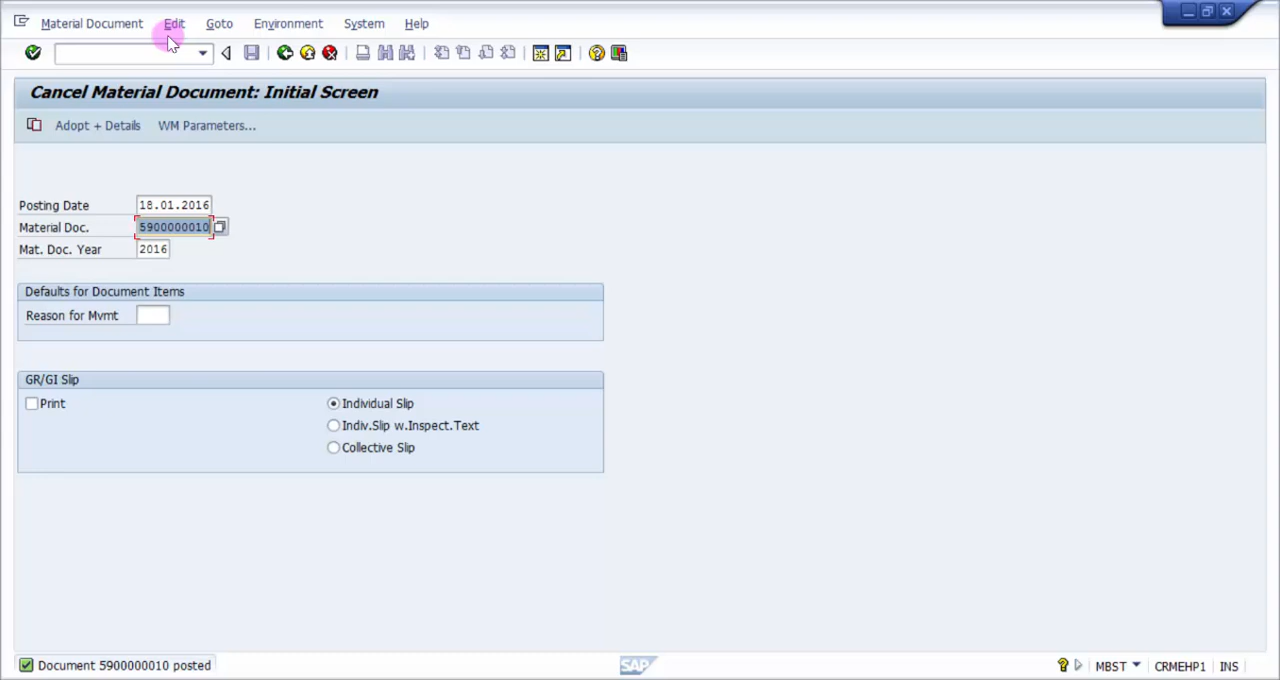 Material Document Edit Goto Environment System Help
Cancel Material Document: Initial Screen
Adopt + Details WM Parameters...
Posting Date 18.01.2016
Material Doc. 5900000010
Mat. Doc. Year 2016
Defaults for Document Items
Reason for Mvmt
GR/GI Slip
Print Individual Slip
Indiv.Slip w.Inspect.Text
Collective Slip
Document 5900000010 posted SAP MBST CRMEHP1 INS